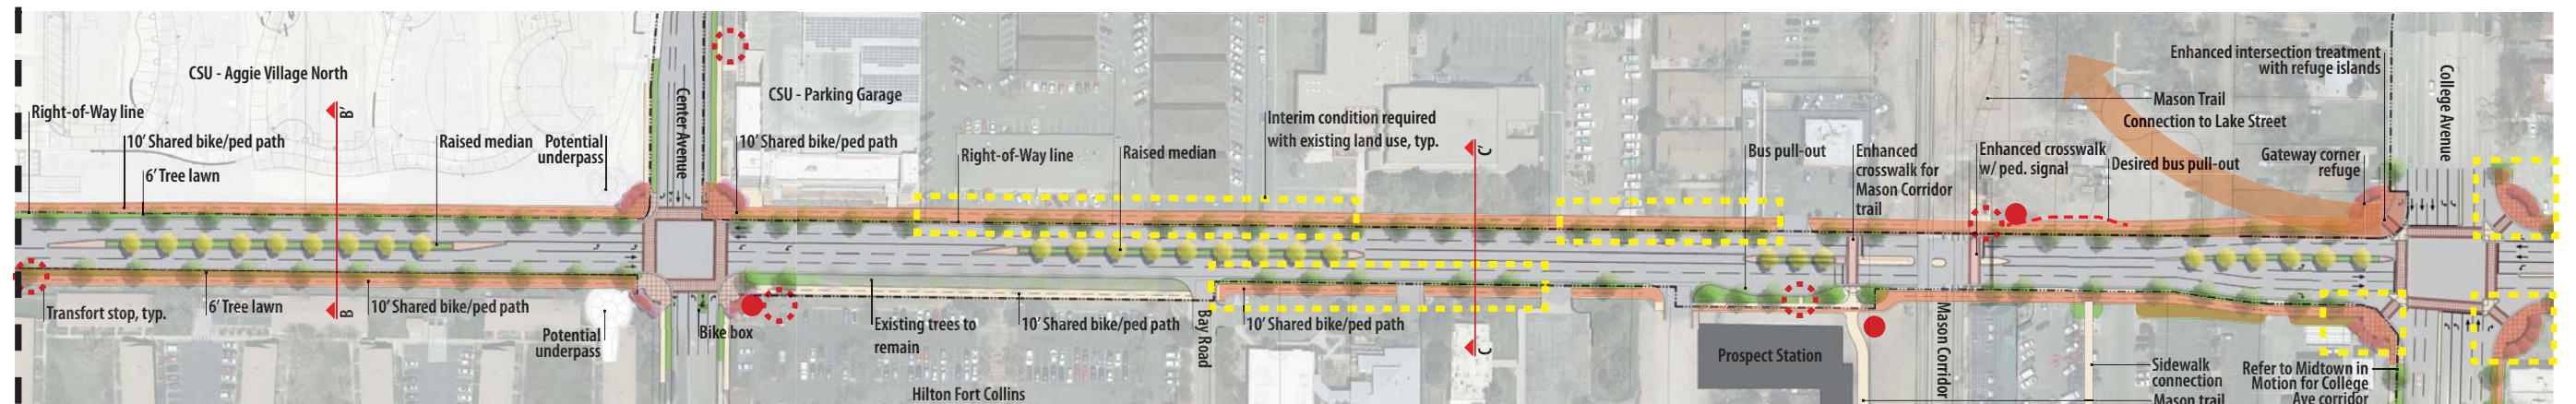 CSU - Aggie Village North
Right-of-Way line
10' Shared bike/ped path
6' Tree lawn
Raised median
Potential
underpass
Center Avenue
CSU - Parking Garage
10' Shared bike/ped path
Right-of-Way line
Raised median
Interim condition required
with existing land use, typ.
Bus pull-out
Enhanced
crosswalk for
Mason Corridor
trail
Enhanced crosswalk
w/ ped. signal
Mason Trail
Connection to Lake Street
Desired bus pull-out
Enhanced intersection treatment
with refuge islands
Gateway corner
refuge
College Avenue
B'
B
C'
C
Transfort stop, typ.
6' Tree lawn
10' Shared bike/ped path
Potential
underpass
Bike box
Existing trees to
remain
10' Shared bike/ped path
Hilton Fort Collins
Bay Road
10' Shared bike/ped path
Prospect Station
Mason Corridor
Sidewalk
connection
Mason trail
Refer to Midtown in
Motion for College
Ave corridor